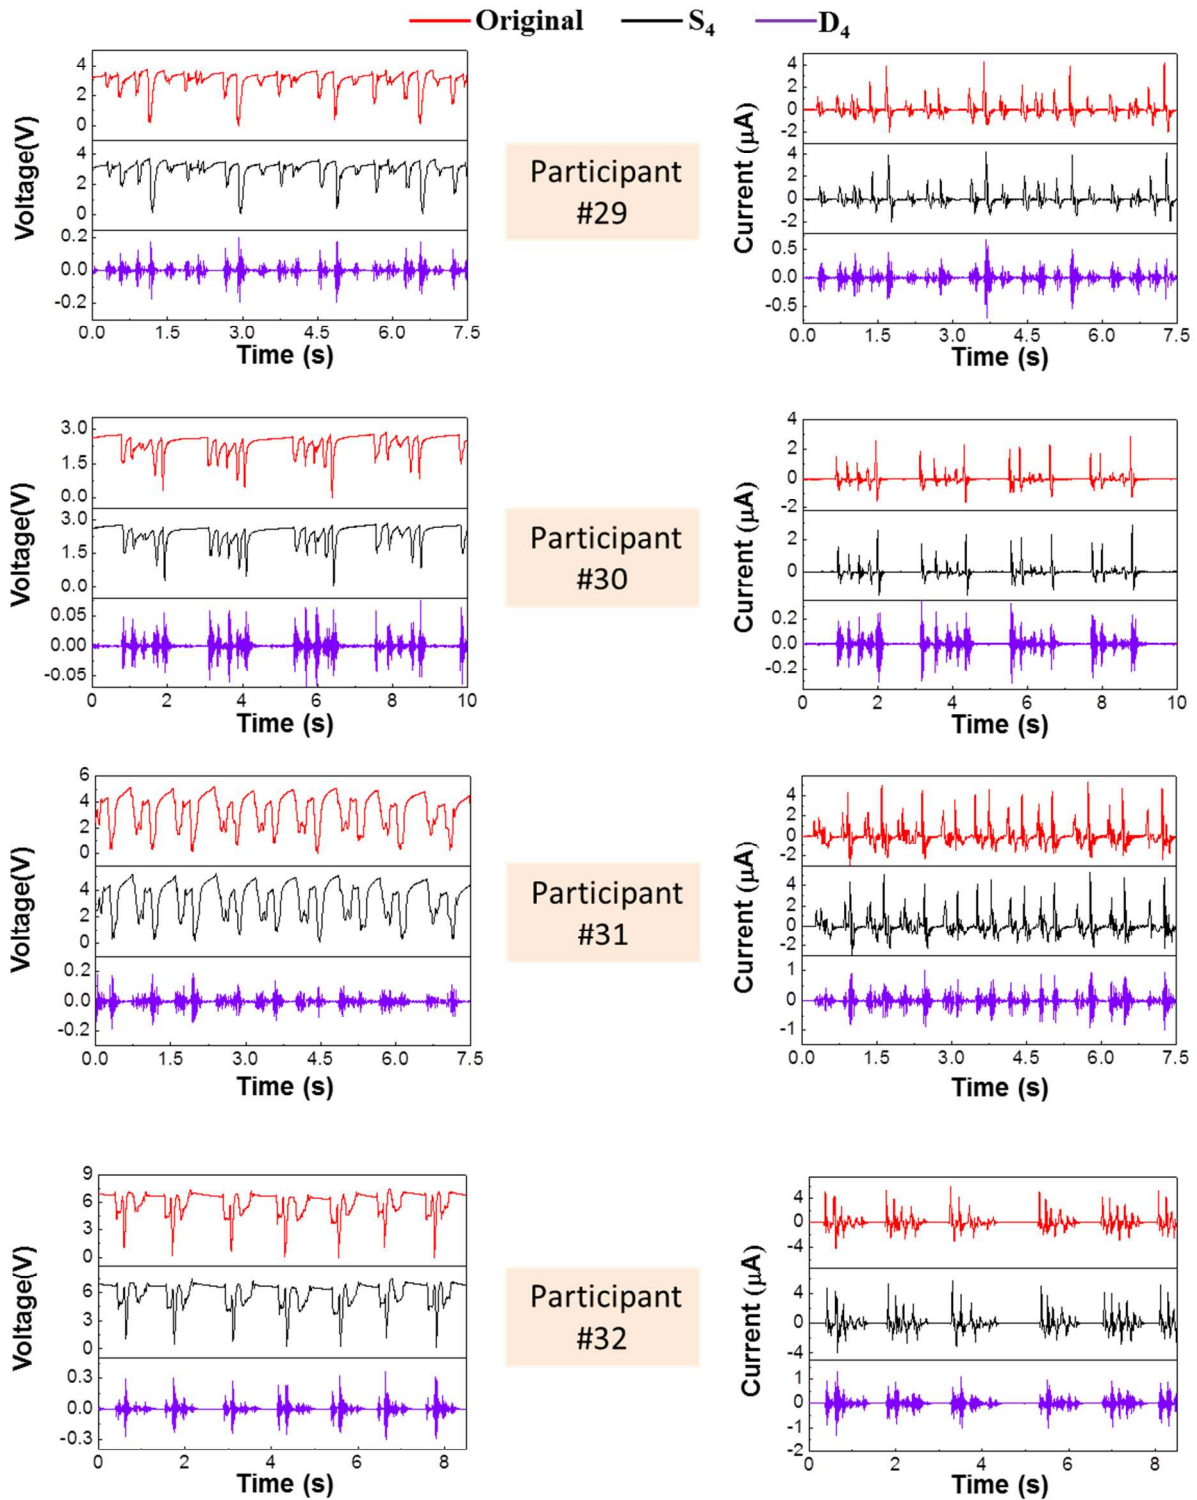 Original S4 D4
Voltage(V)
4
2
0
4
2
0
0.2
0.0
-0.2
0.0 1.5 3.0 4.5 6.0 7.5
Time (s)
Participant
#29
Current (µA)
4
2
0
-2
4
2
0
-2
0.5
0.0
-0.5
0.0 1.5 3.0 4.5 6.0 7.5
Time (s)
Voltage(V)
3.0
1.5
0.0
3.0
1.5
0.0
0.05
0.00
-0.05
0 2 4 6 8 10
Time (s)
Participant
#30
Current (µA)
4
2
0
-2
2
0
0.2
0.0
-0.2
0 2 4 6 8 10
Time (s)
Voltage(V)
6
4
2
0
4
2
0
0.2
0.0
-0.2
0.0 1.5 3.0 4.5 6.0 7.5
Time (s)
Participant
#31
Current (µA)
4
2
0
-2
4
2
0
-2
1
0
-1
0.0 1.5 3.0 4.5 6.0 7.5
Time (s)
Voltage(V)
9
6
3
0
6
3
0
0.3
0.0
-0.3
0 2 4 6 8
Time (s)
Participant
#32
Current (µA)
4
0
-4
4
0
-4
1
0
-1
-2
0 2 4 6 8
Time (s)